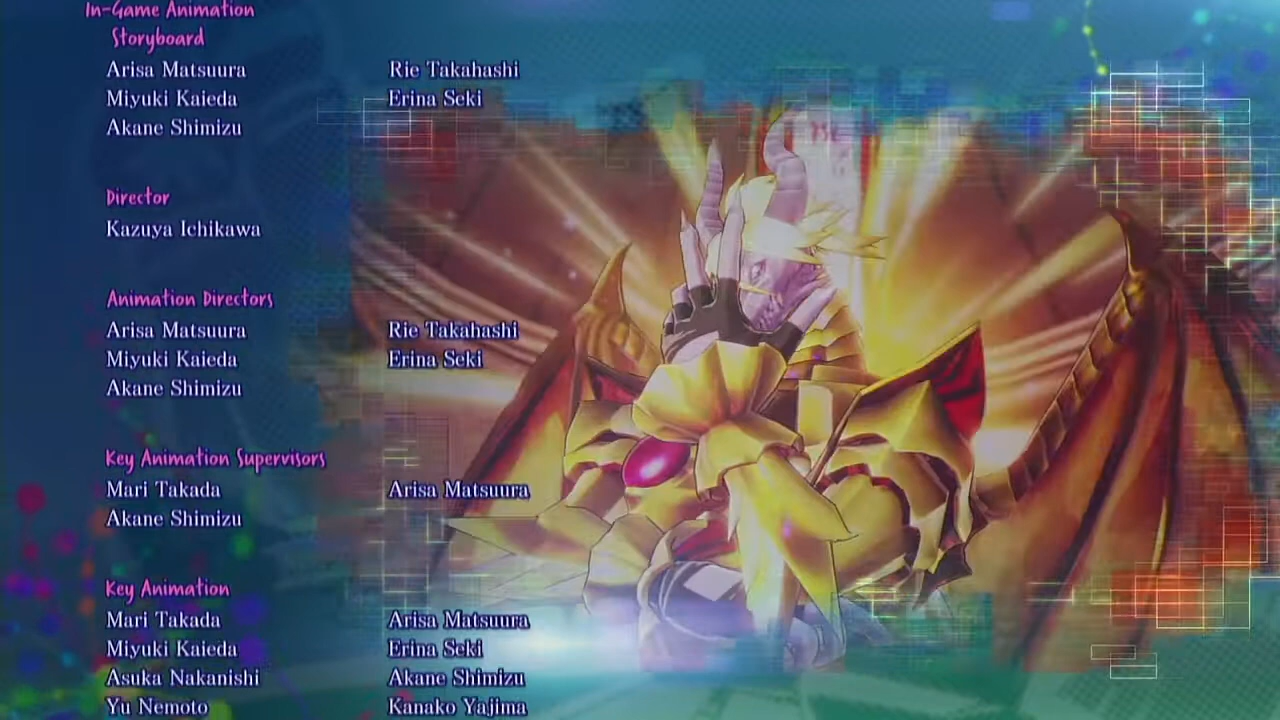 In-Game Animation
Storyboard
Arisa Matsuura Rie Takahashi
Miyuki Kaieda Erina Seki
Akane Shimizu
Director
Kazuya Ichikawa
Animation Directors
Arisa Matsuura Rie Takahashi
Miyuki Kaieda Erina Seki
Akane Shimizu
Key Animation Supervisors
Mari Takada Arisa Matsuura
Akane Shimizu
Key Animation
Mari Takada Arisa Matsuura
Miyuki Kaieda Erina Seki
Asuka Nakanishi Akane Shimizu
Yu Nemoto Kanako Yajima